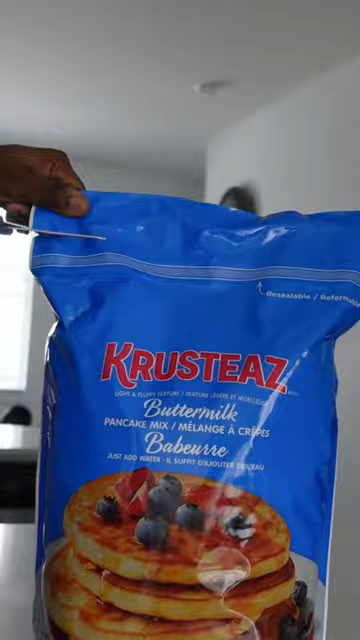 Resealable / Refermable
KRUSTEAZ
LIGHT & FLUFFY TEXTURE / TEXTURE LÉGÈRE ET MOELLEUSE
Buttermilk
PANCAKE MIX / MÉLANGE À CRÊPES
Babeurre
JUST ADD WATER · IL SUFFIT D'AJOUTER DE L'EAU